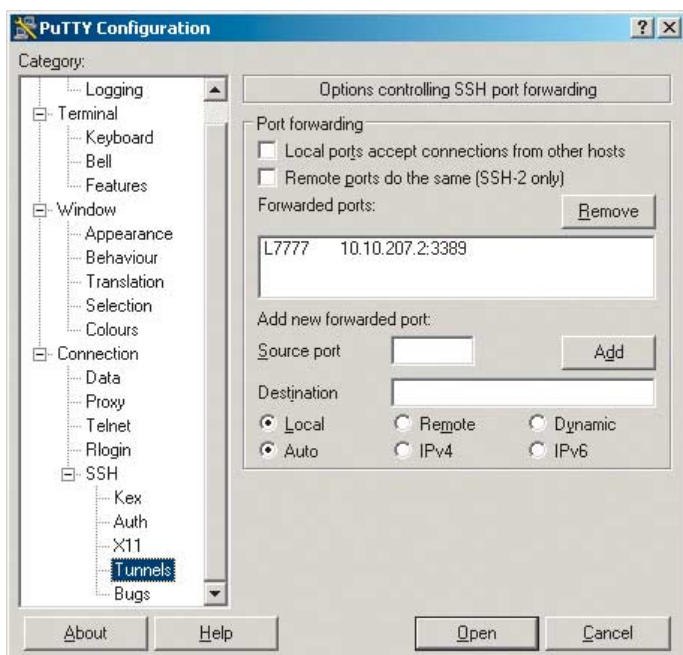 PuTTY Configuration
Category:
Logging
Terminal
Keyboard
Bell
Features
Window
Appearance
Behaviour
Translation
Selection
Colours
Connection
Data
Proxy
Telnet
Rlogin
SSH
Kex
Auth
X11
Tunnels
Bugs
Options controlling SSH port forwarding
Port forwarding
Local ports accept connections from other hosts
Remote ports do the same (SSH-2 only)
Forwarded ports:
Remove
L7777 10.10.207.2:3389
Add new forwarded port:
Source port
Add
Destination
Local Remote Dynamic
Auto IPv4 IPv6
About Help Open Cancel